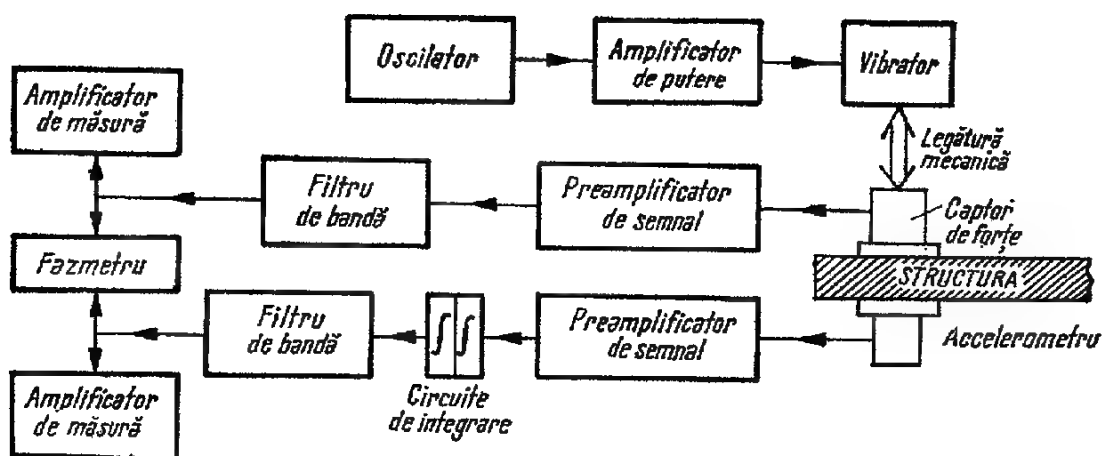 Oscilator
Amplificator
de putere
Vibrator
Amplificator
de măsură
Legătură
mecanică
Filtru
de bandă
Preamplificator
de semnal
Captor
de forțe
Fazmetru
STRUCTURA
Filtru
de bandă
∫ ∫
Preamplificator
de semnal
Accelerometru
Circuite
de integrare
Amplificator
de măsură